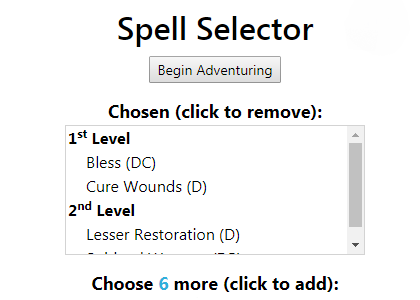 Spell Selector
Begin Adventuring
Chosen (click to remove):
1st Level
Bless (DC)
Cure Wounds (D)
2nd Level
Lesser Restoration (D)
Choose 6 more (click to add):